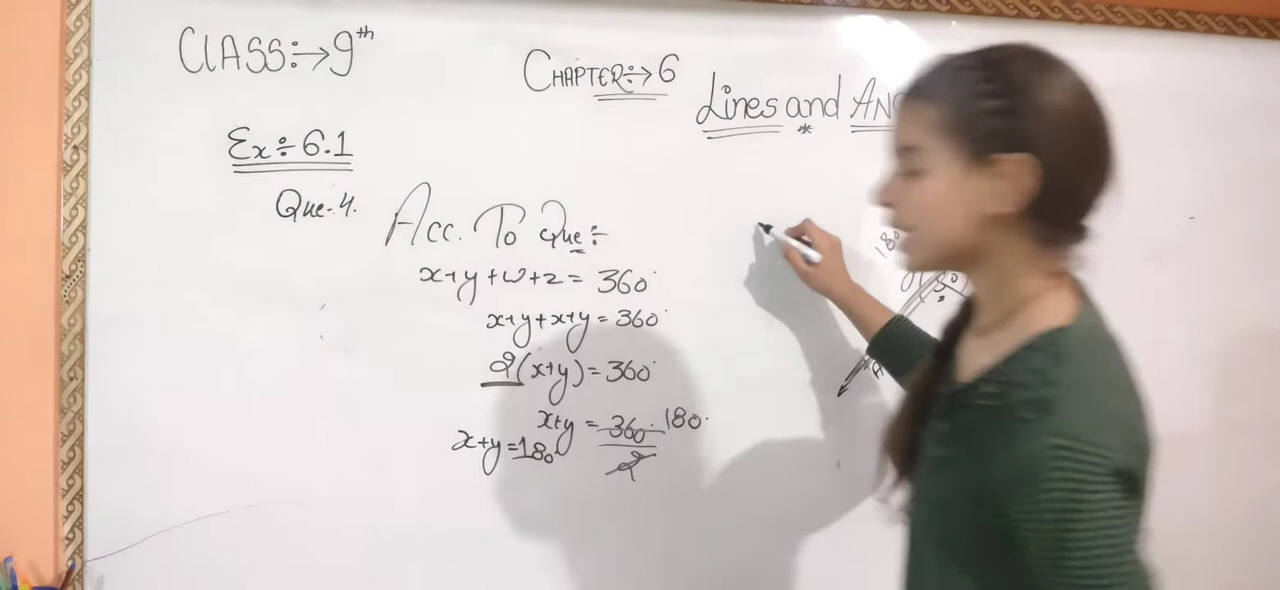 CLASS:→9th
CHAPTER÷→6
Lines and
Ex÷6.1
Que.4.
Acc. To Que÷
x+y+w+z=360°
x+y+x+y=360°
2(x+y)=360°
x+y=360° 180°
2
x+y=180
180